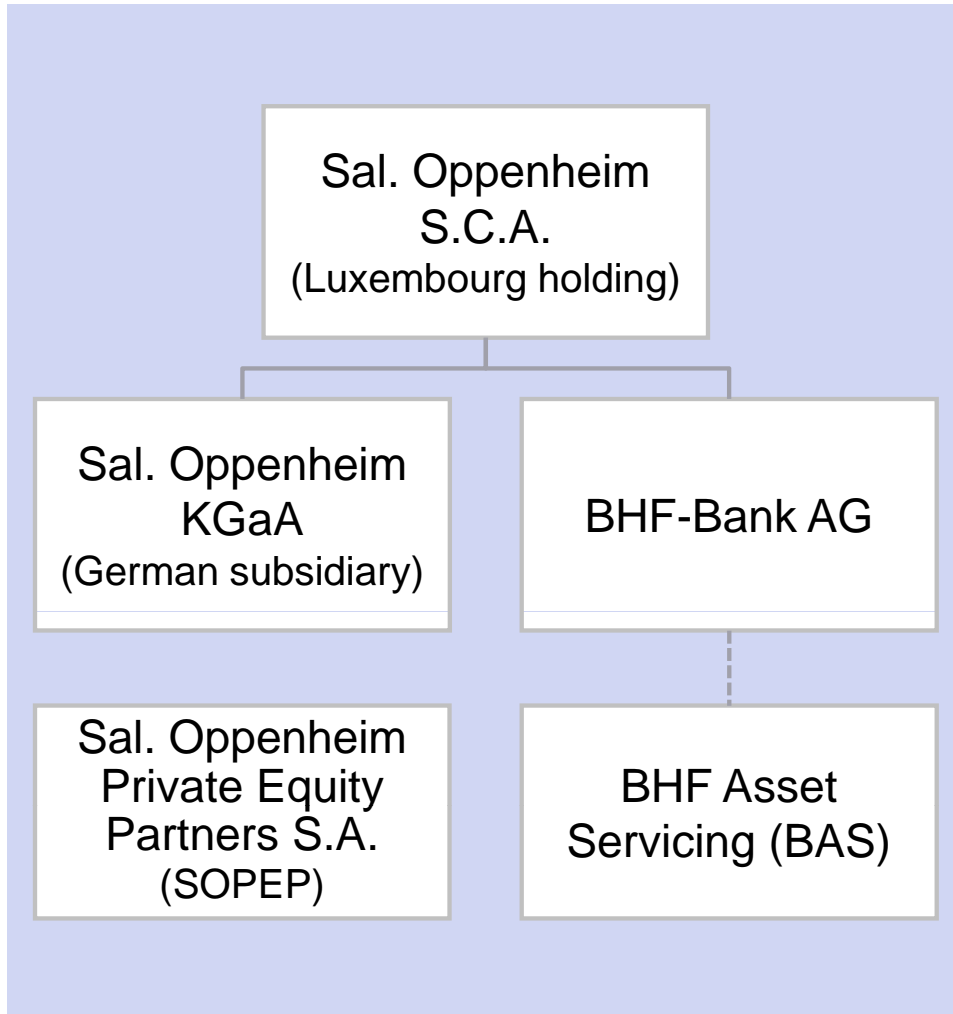 Sal. Oppenheim
S.C.A.
(Luxembourg holding)
Sal. Oppenheim
KGaA
(German subsidiary)
BHF-Bank AG
Sal. Oppenheim
Private Equity
Partners S.A.
(SOPEP)
BHF Asset
Servicing (BAS)